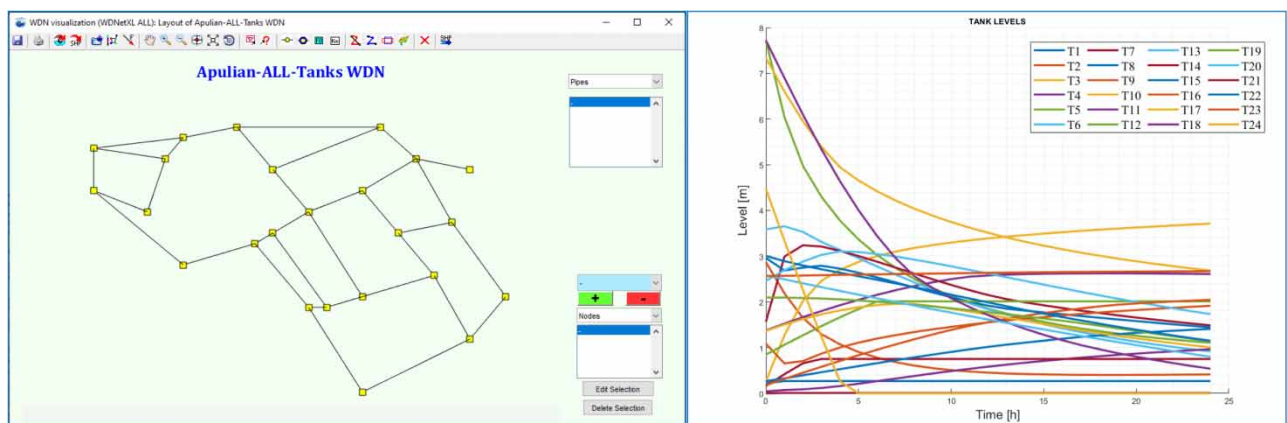 WDN visualization (WDNetXL ALL): Layout of Apulian-ALL-Tanks WDN
Apulian-ALL-Tanks WDN
Pipes
-
-
+ -
Nodes
-
Edit Selection
Delete Selection
TANK LEVELS
8
7
6
5
4
3
2
1
0
Level [m]
T1 T7 T13 T19
T2 T8 T14 T20
T3 T9 T15 T21
T4 T10 T16 T22
T5 T11 T17 T23
T6 T12 T18 T24
0 5 10 15 20 25
Time [h]